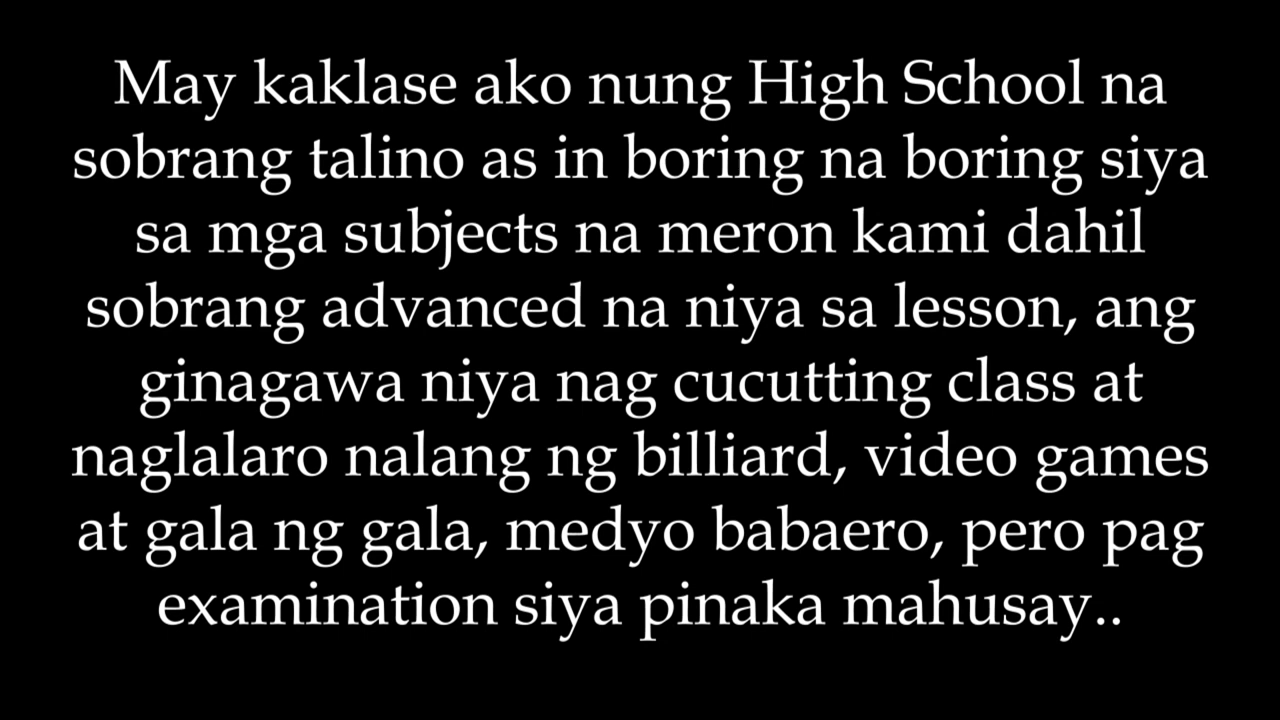 May kaklase ako nung High School na
sobrang talino as in boring na boring siya
sa mga subjects na meron kami dahil
sobrang advanced na niya sa lesson, ang
ginagawa niya nag cucutting class at
naglalaro nalang ng billiard, video games
at gala ng gala, medyo babaero, pero pag
examination siya pinaka mahusay..